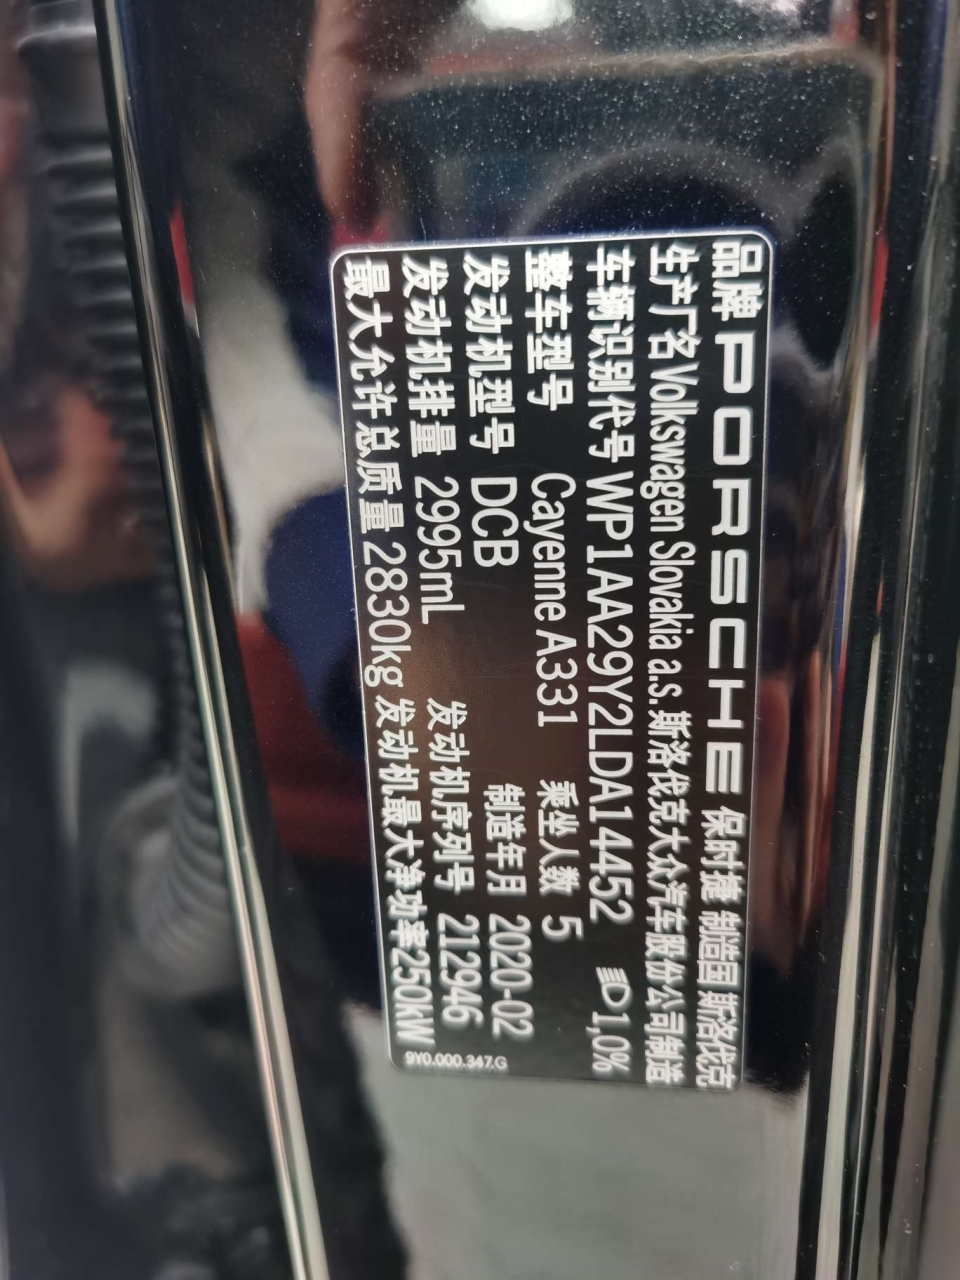 品牌 PORSCHE 保时捷 制造国 斯洛伐克
生产厂名 Volkswagen Slovakia a.s. 斯洛伐克大众汽车股份公司制造
车辆识别代号 WP1AA29Y2LDA14452 1,0%
整车型号 Cayenne A331 乘坐人数 5
发动机型号 DCB 制造年月 2020-02
发动机排量 2995mL 发动机序列号 212946
最大允许总质量 2830kg 发动机最大净功率250kW
9Y0.000.347.G